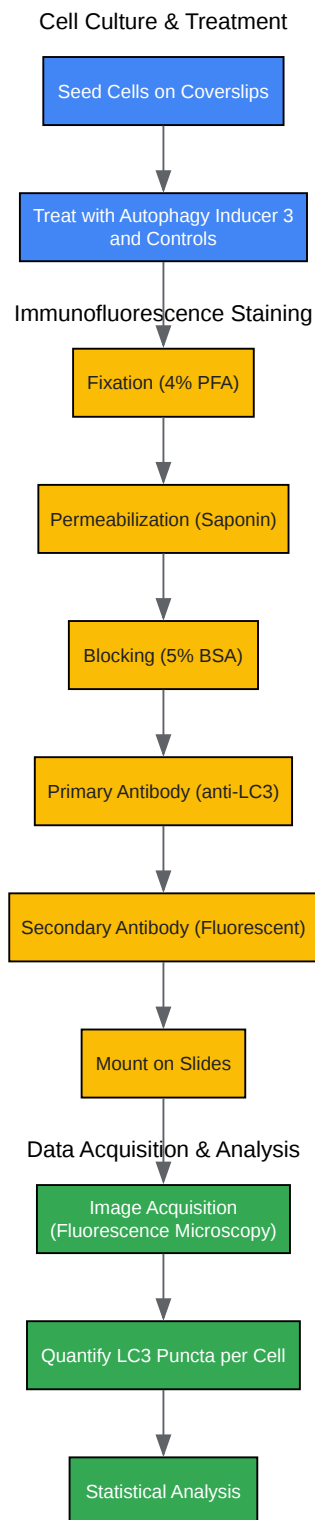 Cell Culture & Treatment
Seed Cells on Coverslips
Treat with Autophagy Inducer 3
and Controls
Immunofluorescence Staining
Fixation (4% PFA)
Permeabilization (Saponin)
Blocking (5% BSA)
Primary Antibody (anti-LC3)
Secondary Antibody (Fluorescent)
Mount on Slides
Data Acquisition & Analysis
Image Acquisition
(Fluorescence Microscopy)
Quantify LC3 Puncta per Cell
Statistical Analysis